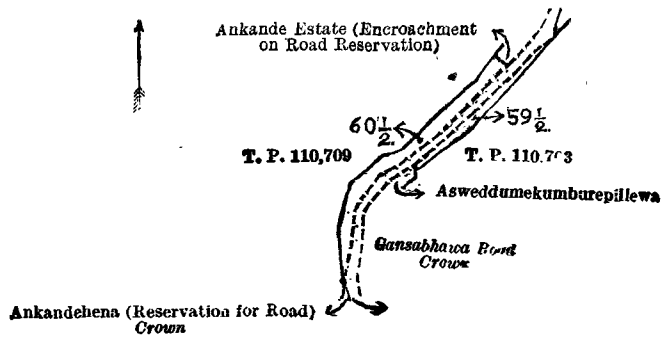 Ankande Estate (Encroachment
on Road Reservation)
60½
59½.
T. P. 110,709
T. P.
Asweddumekumburepillewa
Gansabhawa Road
Crown
Ankandehena (Reservation for Road)
Crown